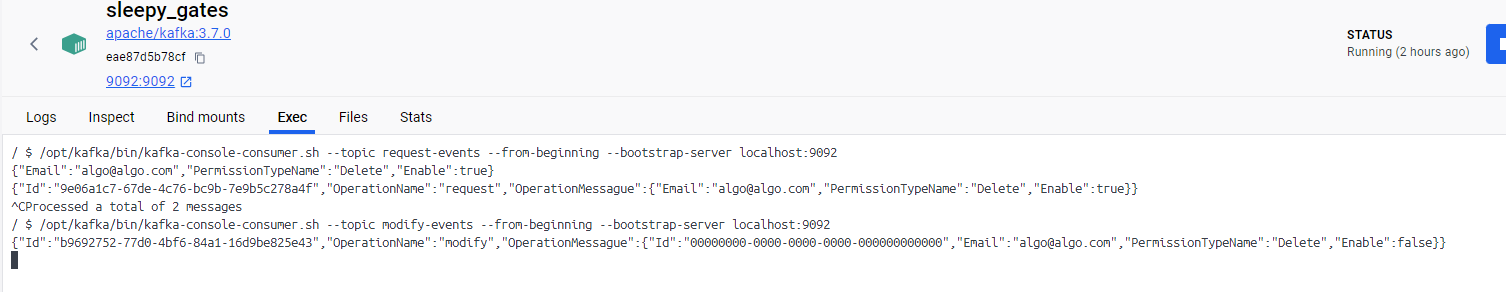 sleepy_gates
apache/kafka:3.7.0
eae87d5b78cf
9092:9092
STATUS
Running (2 hours ago)
Logs Inspect Bind mounts Exec Files Stats
/ $ /opt/kafka/bin/kafka-console-consumer.sh --topic request-events --from-beginning --bootstrap-server localhost:9092
{"Email":"algo@algo.com","PermissionTypeName":"Delete","Enable":true}
{"Id":"9e06a1c7-67de-4c76-bc9b-7e9b5c278a4f","OperationName":"request","OperationMessague":{"Email":"algo@algo.com","PermissionTypeName":"Delete","Enable":true}}
^CProcessed a total of 2 messages
/ $ /opt/kafka/bin/kafka-console-consumer.sh --topic modify-events --from-beginning --bootstrap-server localhost:9092
{"Id":"b9692752-77d0-4bf6-84a1-16d9be825e43","OperationName":"modify","OperationMessague":{"Id":"00000000-0000-0000-0000-000000000000","Email":"algo@algo.com","PermissionTypeName":"Delete","Enable":false}}